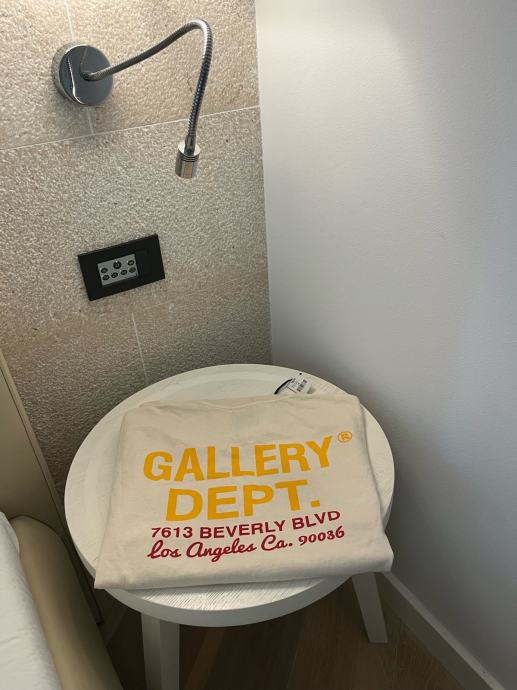 GALLERY®
DEPT.
7613 BEVERLY BLVD
Los Angeles Ca. 90036